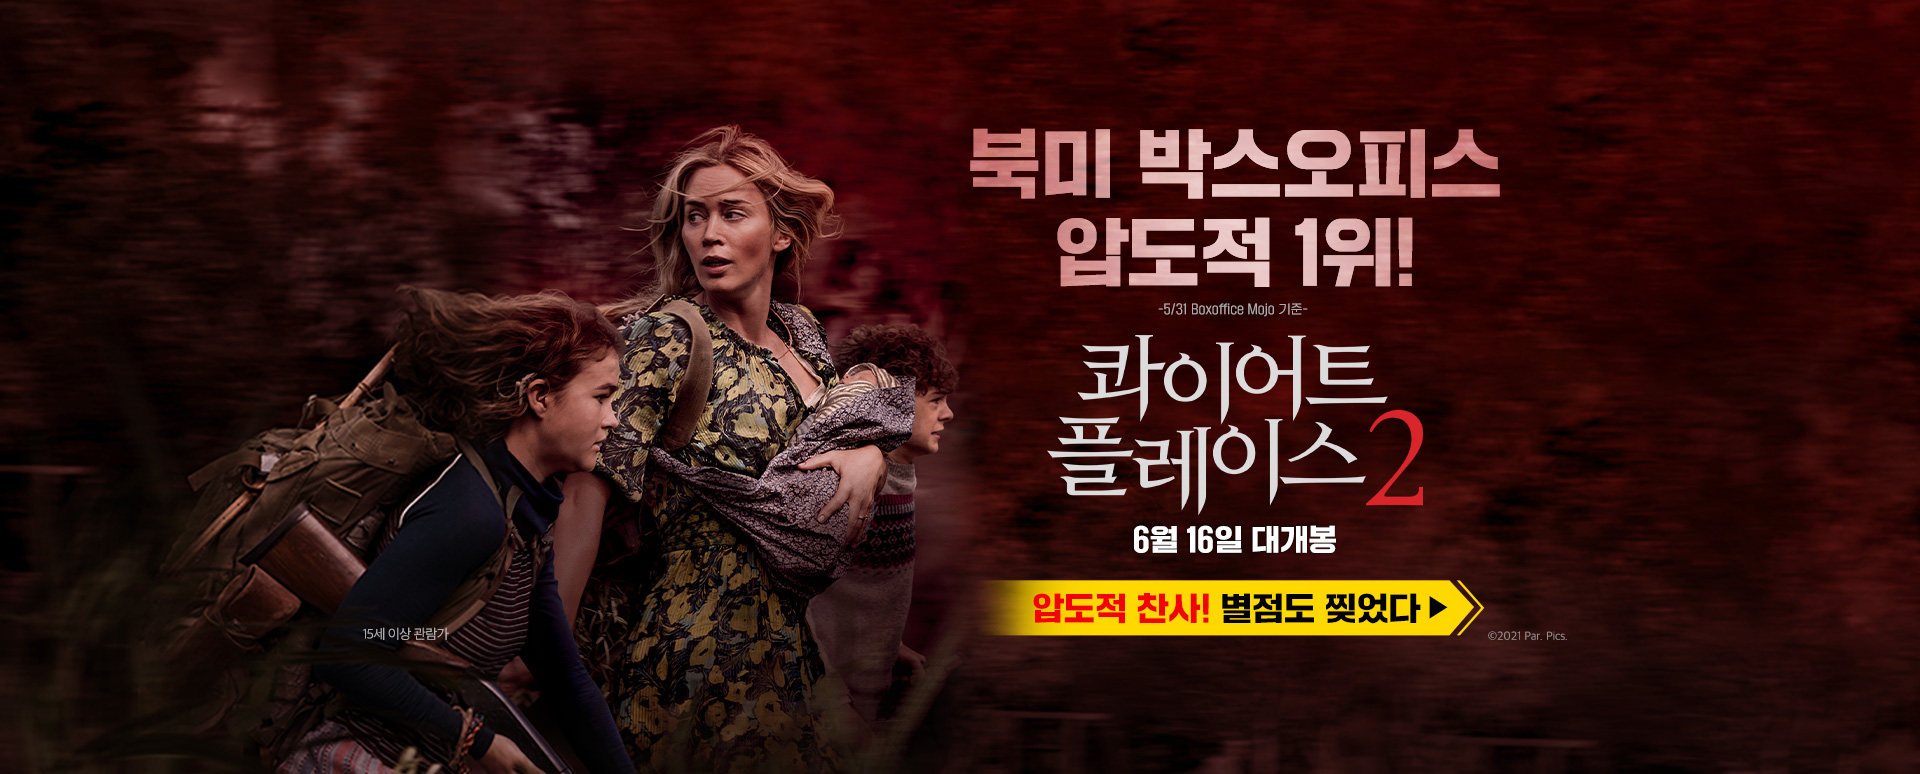 북미 박스오피스
압도적 1위!
-5/31 Boxoffice Mojo 기준-
콰이어트
플레이스2
6월 16일 대개봉
압도적 찬사! 별점도 찢었다 ▶
15세 이상 관람가
©2021 Par. Pics.